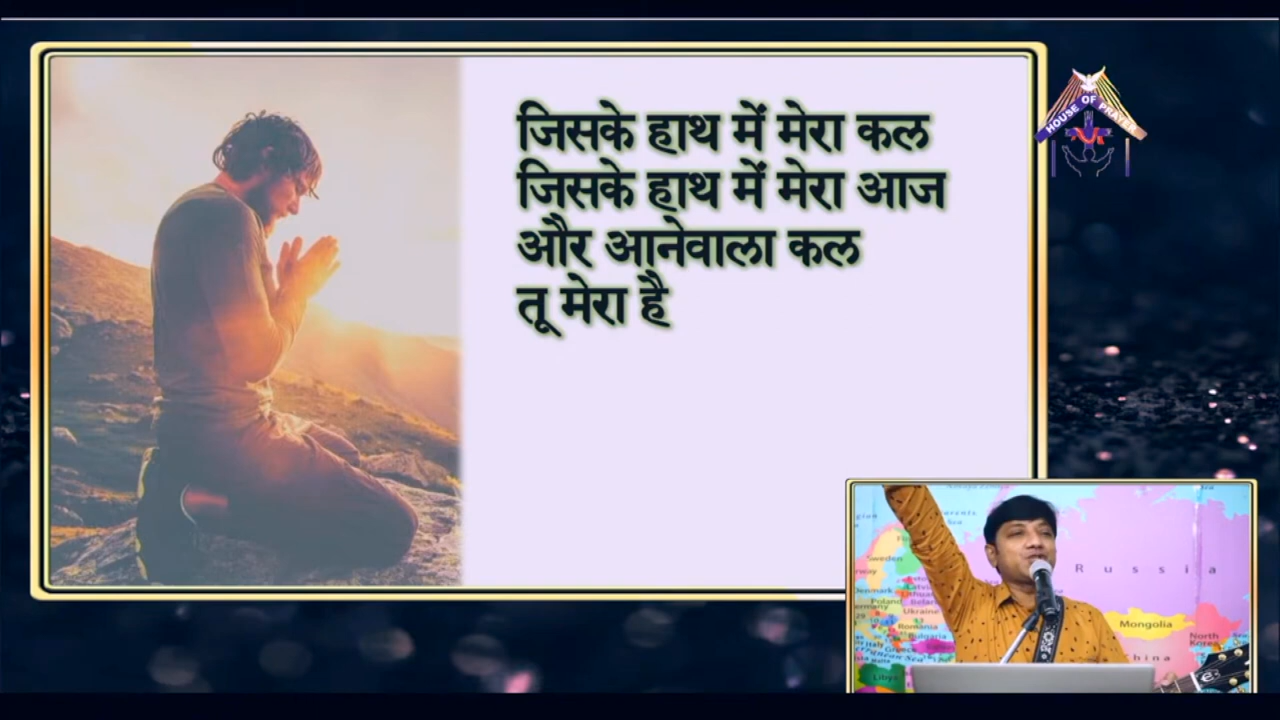 जिसके हाथ में मेरा कल
जिसके हाथ में मेरा आज
और आनेवाला कल
तू मेरा है
HOUSE OF PRAYER
Russia
Sweden
Poland
Ukraine
Romania
Bulgaria
Mongolia
North
Korea
China
Libya